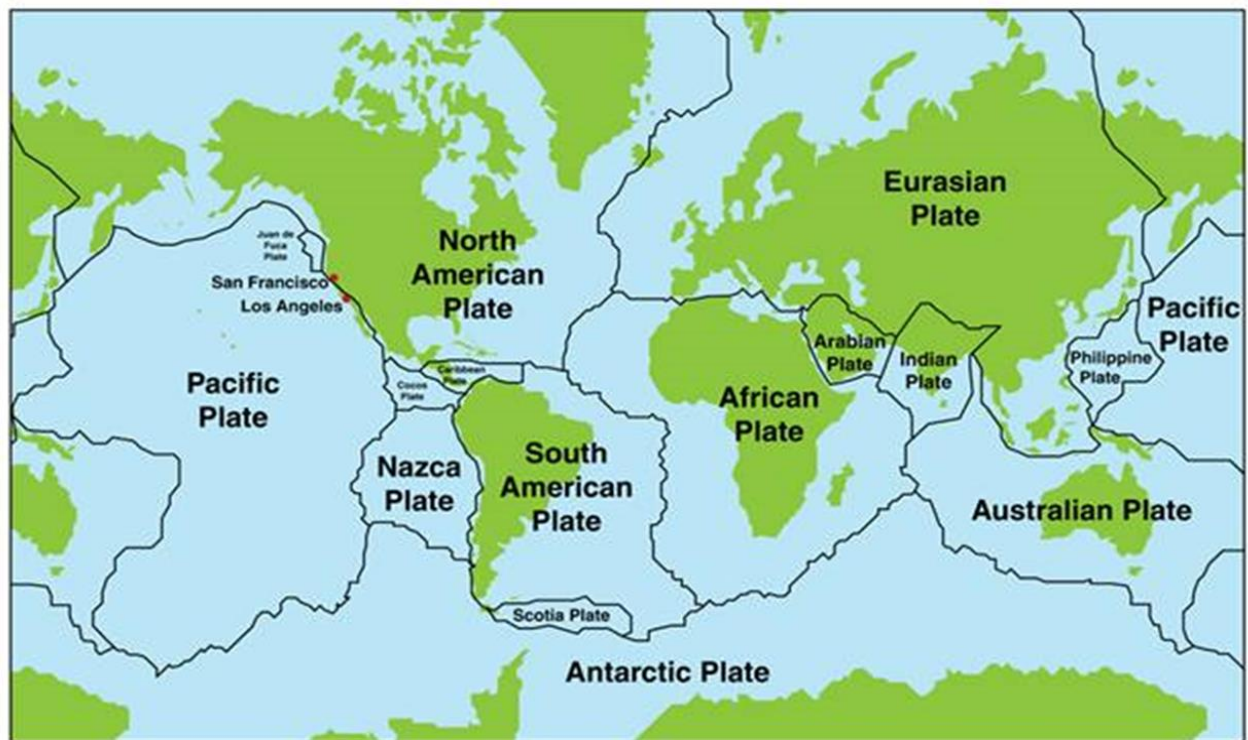 Eurasian
Plate
North
American
Plate
Juan de
Fuca
Plate
San Francisco
Los Angeles
Pacific
Plate
Arabian
Plate
Indian
Plate
Philippine
Plate
Caribbean
Plate
Cocos
Plate
Pacific
Plate
African
Plate
Nazca
Plate
South
American
Plate
Australian Plate
Scotia Plate
Antarctic Plate